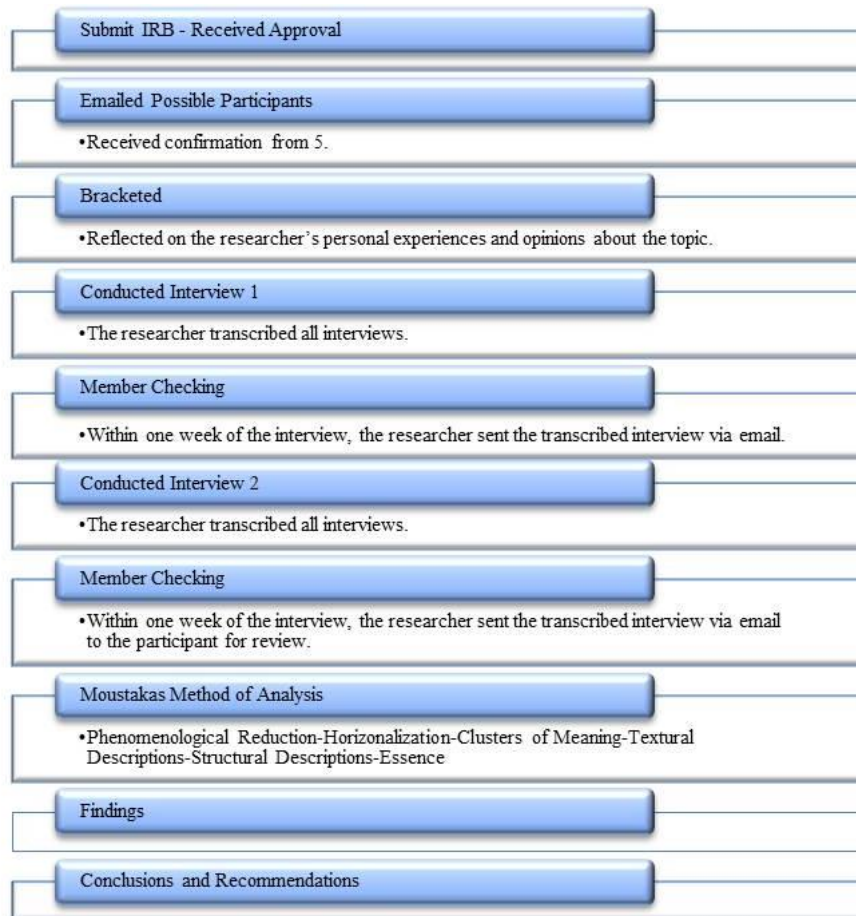 Submit IRB - Received Approval
Emailed Possible Participants
•Received confirmation from 5.
Bracketed
•Reflected on the researcher’s personal experiences and opinions about the topic.
Conducted Interview 1
•The researcher transcribed all interviews.
Member Checking
•Within one week of the interview, the researcher sent the transcribed interview via email.
Conducted Interview 2
•The researcher transcribed all interviews.
Member Checking
•Within one week of the interview, the researcher sent the transcribed interview via email
to the participant for review.
Moustakas Method of Analysis
•Phenomenological Reduction-Horizonalization-Clusters of Meaning-Textural
Descriptions-Structural Descriptions-Essence
Findings
Conclusions and Recommendations